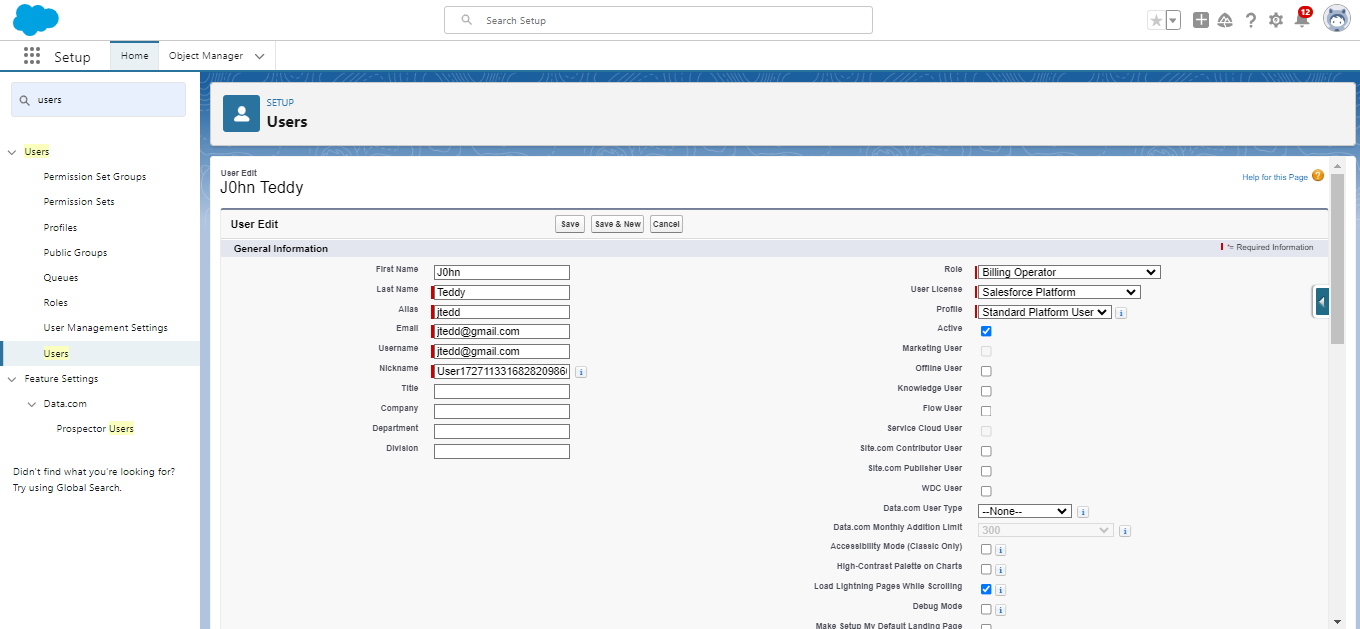 Search Setup
12
Setup
Home
Object Manager
users
Users
Permission Set Groups
Permission Sets
Profiles
Public Groups
Queues
Roles
User Management Settings
Users
Feature Settings
Data.com
Prospector Users
Didn't find what you're looking for?
Try using Global Search.
SETUP
Users
User Edit
J0hn Teddy
Help for this Page ?
User Edit
Save
Save & New
Cancel
General Information
*= Required Information
First Name J0hn
Last Name Teddy
Alias jtedd
Email jtedd@gmail.com
Username jtedd@gmail.com
Nickname User172711331682820986 i
Title
Company
Department
Division
Role Billing Operator
User License Salesforce Platform
Profile Standard Platform User i
Active
Marketing User
Offline User
Knowledge User
Flow User
Service Cloud User
Site.com Contributor User
Site.com Publisher User
WDC User
Data.com User Type --None-- i
Data.com Monthly Addition Limit 300 i
Accessibility Mode (Classic Only) i
High-Contrast Palette on Charts i
Load Lightning Pages While Scrolling i
Debug Mode i
Make Setup My Default Landing Page